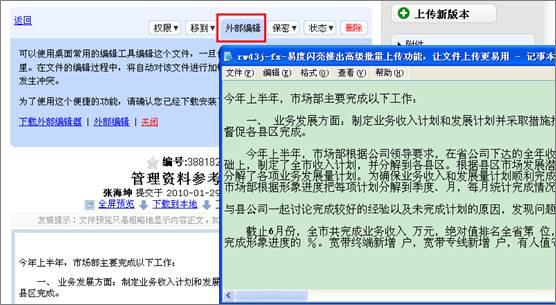 返回
权限 移到 外部编辑 保密 状态 删除
上传新版本
附件
可以使用桌面常用的编辑工具编辑这个文件，一旦
里。在文件的编辑过程中，将自动对该文件进行加
发生冲突。
为了使用这个便捷的功能，请确认您已经下载安装了
下载外部编辑器 | 外部编辑 | 关闭
编号:388182
管理资料参考
张海坤 提交于 2010-01-29
全屏预览 下载到本地
友情提示：文件预览只是粗略地显示内容正文，
今年上半年，市场部主要完成以下工作：
一、 业务发展方面：制定业务收入计划和发展计
各县区完成。
rw43j-fx-易度闪亮推出高级批量上传功能，让文件上传更易用 - 记事本
文件(F) 编辑(E) 格式(O) 查看(V) 帮助(H)
今年上半年，市场部主要完成以下工作：
一、 业务发展方面：制定业务收入计划和发展计划并采取措施
督促各县区完成。
今年上半年，市场部根据公司领导要求，在省公司下达的全年收
础上，制定了全市收入计划，并分解到各县区。根据县区市场发展潜
分解了各项业务发展量计划。为确保业务收入和发展量计划顺利完成
市场部根据形象进度把每项计划分解到季度、月，每月统计完成情况
与县公司一起讨论完成较好的经验以及未完成计划的原因，发现问题
截止6月份，全市共完成业务收入 万元，绝对值排名全省第 位，
完成形象进度的 %。宽带终端新增 户，宽带专线新增 户，有人值守